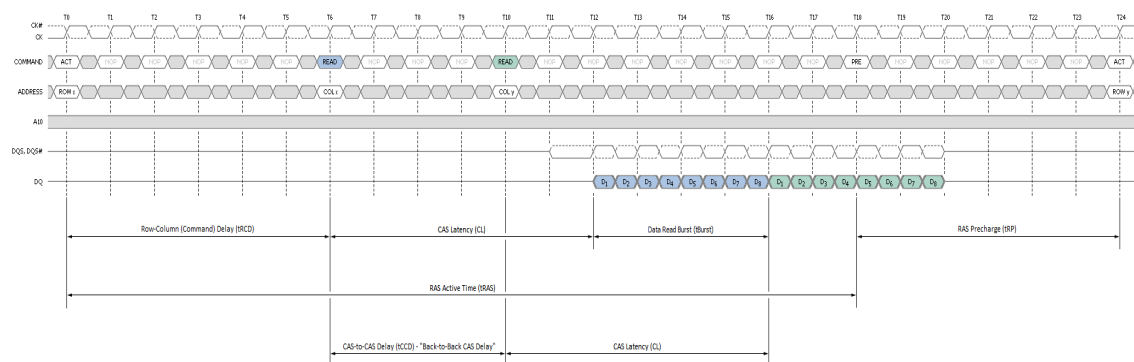 T0 T1 T2 T3 T4 T5 T6 T7 T8 T9 T10 T11 T12 T13 T14 T15 T16 T17 T18 T19 T20 T21 T22 T23 T24
CK#
CK
COMMAND ACT NOP NOP NOP NOP NOP READ NOP NOP NOP READ NOP NOP NOP NOP NOP NOP NOP PRE NOP NOP NOP NOP NOP ACT
ADDRESS ROW x COL x COL y ROW y
A10
DQS, DQS#
DQ D1 D2 D3 D4 D5 D6 D7 D8 D1 D2 D3 D4 D5 D6 D7 D8
Row-Column (Command) Delay (tRCD) CAS Latency (CL) Data Read Burst (tBurst) RAS Precharge (tRP)
RAS Active Time (tRAS)
CAS-to-CAS Delay (tCCD) - "Back-to-Back CAS Delay" CAS Latency (CL)